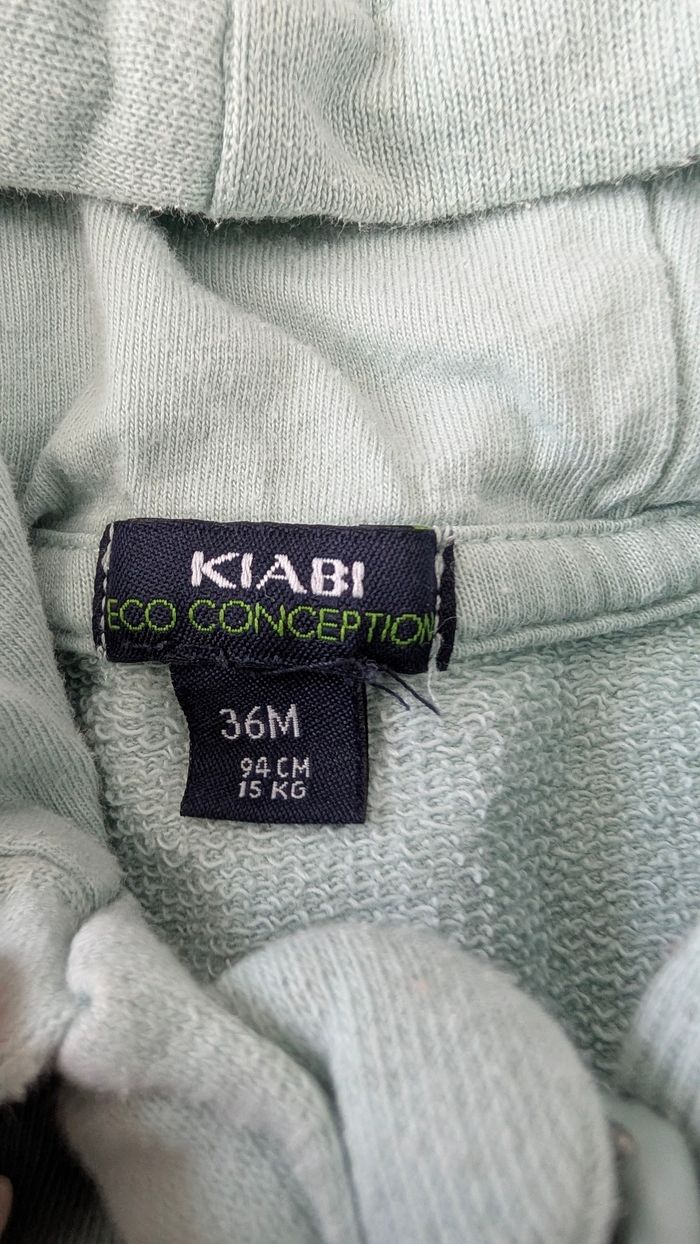 KIABI
ECO CONCEPTION
36M
94 CM
15 KG